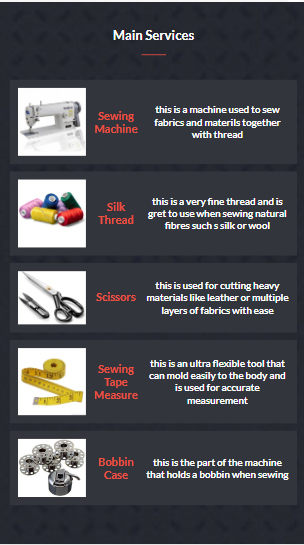 Main Services
Sewing
Machine
this is a machine used to sew
fabrics and materils together
with thread
Silk
Thread
this is a very fine thread and is
gret to use when sewing natural
fibres such s silk or wool
Scissors
this is used for cutting heavy
materials like leather or multiple
layers of fabrics with ease
Sewing
Tape
Measure
this is an ultra flexible tool that
can mold easily to the body and
is used for accurate
measurement
Bobbin
Case
this is the part of the machine
that holds a bobbin when sewing